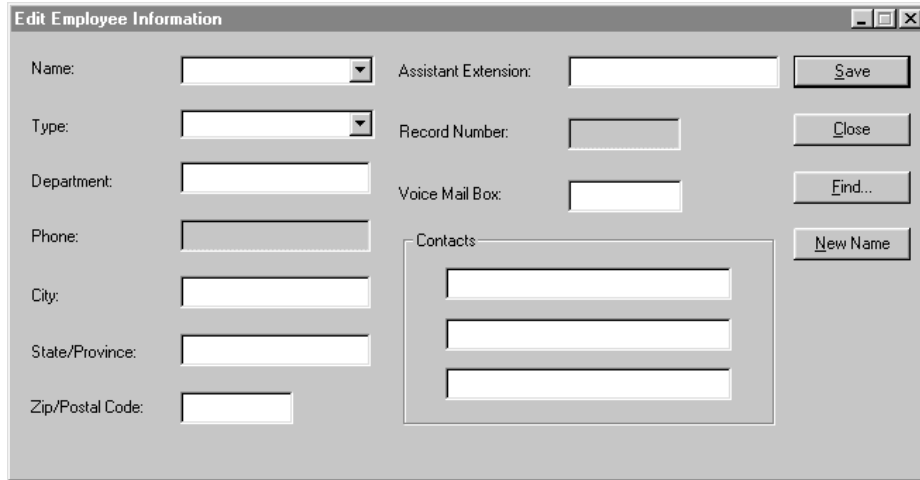 Edit Employee Information
Name:
Type:
Department:
Phone:
City:
State/Province:
Zip/Postal Code:
Assistant Extension:
Record Number:
Voice Mail Box:
Contacts
Save
Close
Find...
New Name